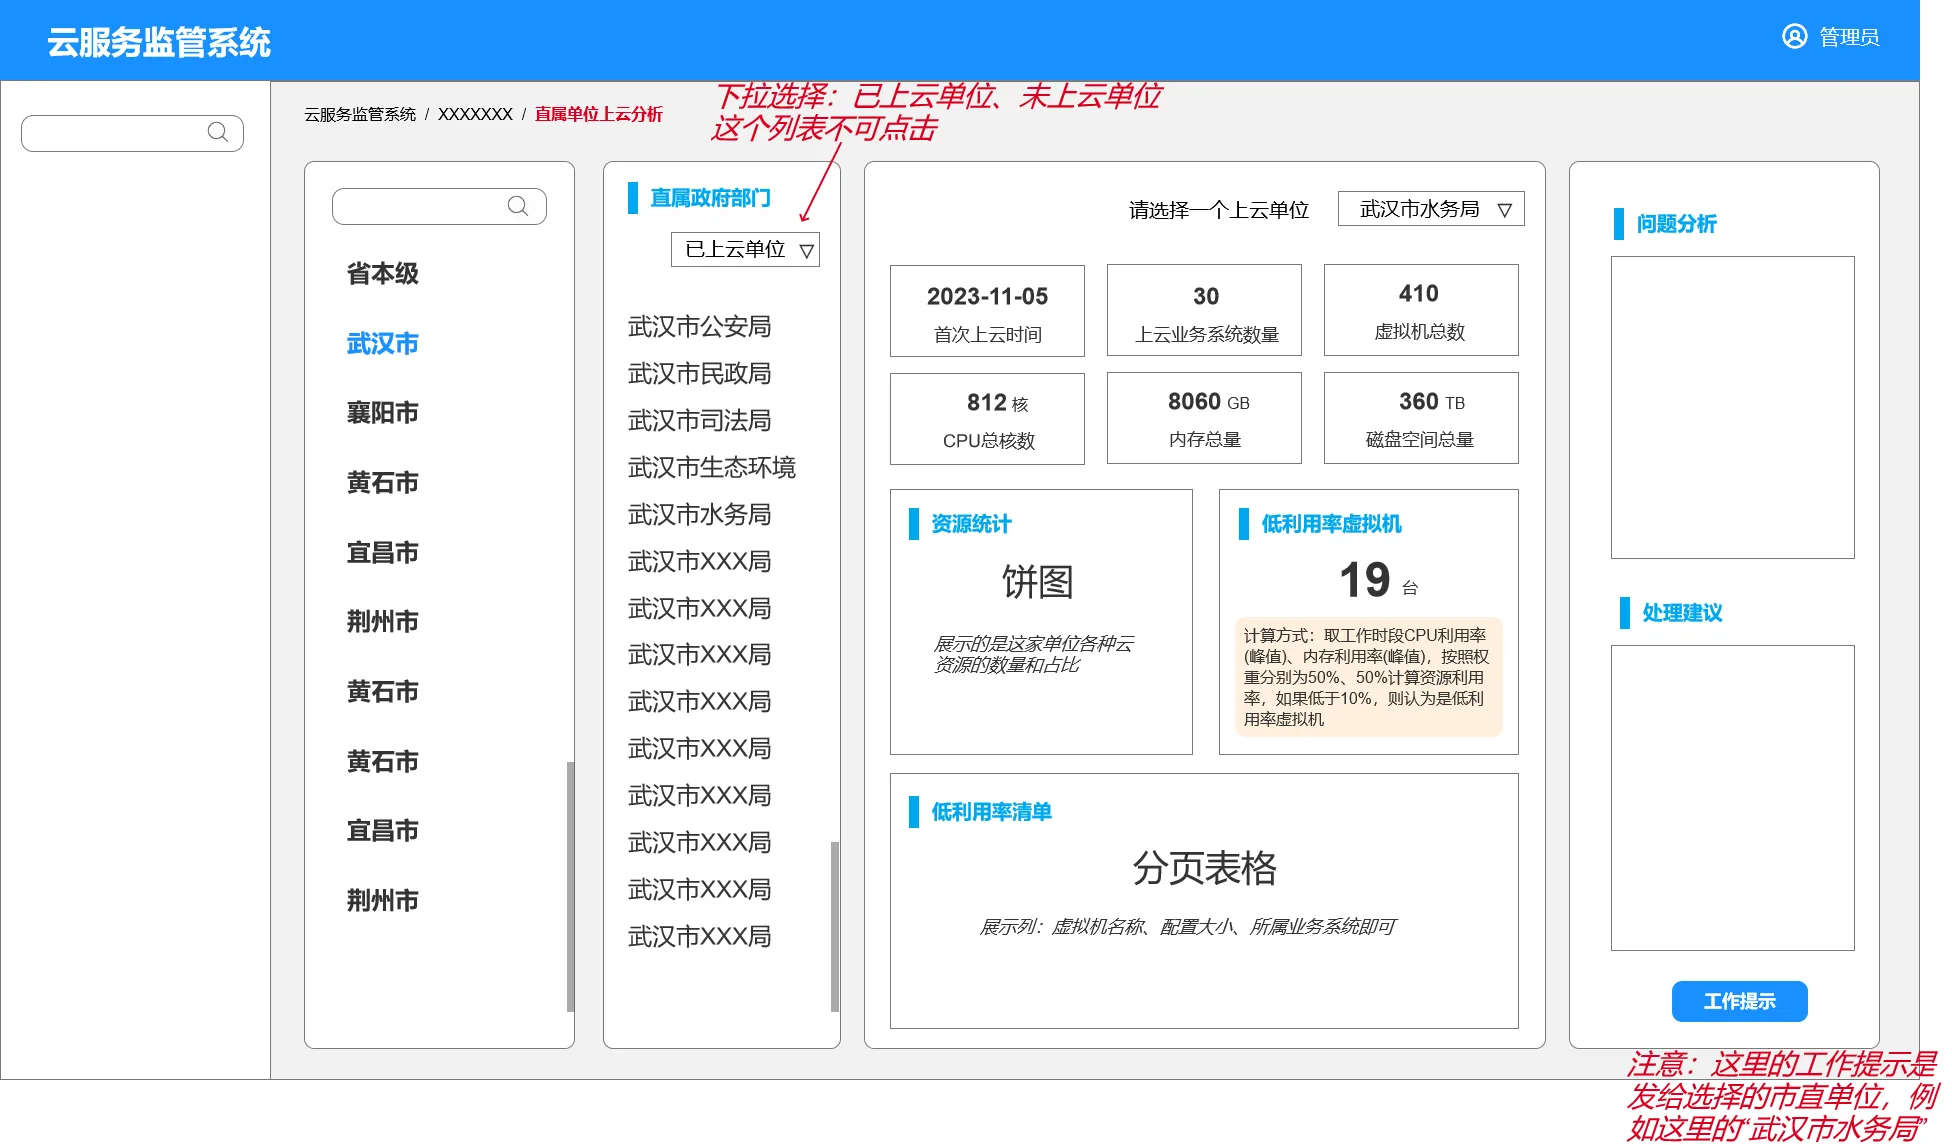 云服务监管系统
管理员
云服务监管系统 / XXXXXXX / 直属单位上云分析
下拉选择：已上云单位、未上云单位
这个列表不可点击
省本级
武汉市
襄阳市
黄石市
宜昌市
荆州市
黄石市
黄石市
宜昌市
荆州市
直属政府部门
已上云单位 ▽
武汉市公安局
武汉市民政局
武汉市司法局
武汉市生态环境
武汉市水务局
武汉市XXX局
武汉市XXX局
武汉市XXX局
武汉市XXX局
武汉市XXX局
武汉市XXX局
武汉市XXX局
武汉市XXX局
武汉市XXX局
请选择一个上云单位 武汉市水务局 ▽
2023-11-05
首次上云时间
30
上云业务系统数量
410
虚拟机总数
812 核
CPU总核数
8060 GB
内存总量
360 TB
磁盘空间总量
资源统计
饼图
展示的是这家单位各种云
资源的数量和占比
低利用率虚拟机
19 台
计算方式：取工作时段CPU利用率
(峰值)、内存利用率(峰值)，按照权
重分别为50%、50%计算资源利用
率，如果低于10%，则认为是低利
用率虚拟机
低利用率清单
分页表格
展示列：虚拟机名称、配置大小、所属业务系统即可
问题分析
处理建议
工作提示
注意：这里的工作提示是
发给选择的市直单位，例
如这里的“武汉市水务局”